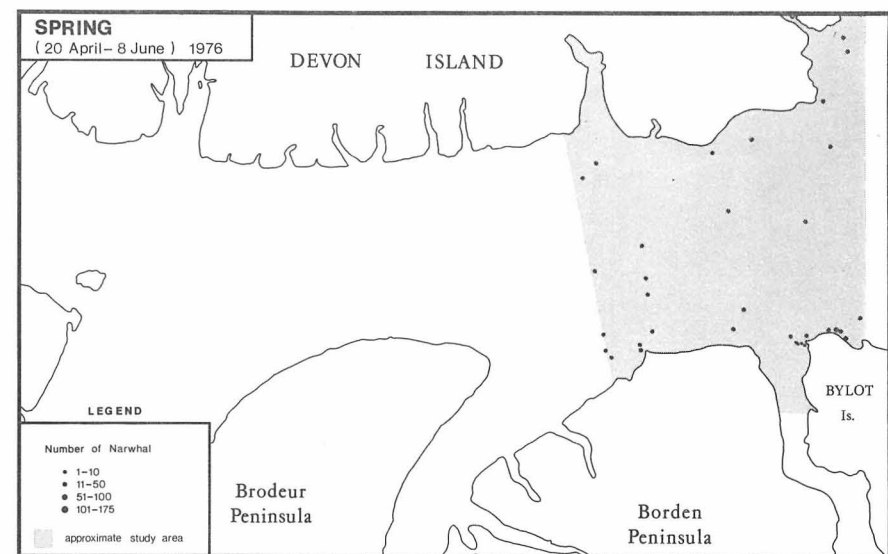 SPRING
( 20 April– 8 June ) 1976
DEVON ISLAND
BYLOT
Is.
LEGEND
Number of Narwhal
1–10
11–50
51–100
101–175
approximate study area
Brodeur
Peninsula
Borden
Peninsula